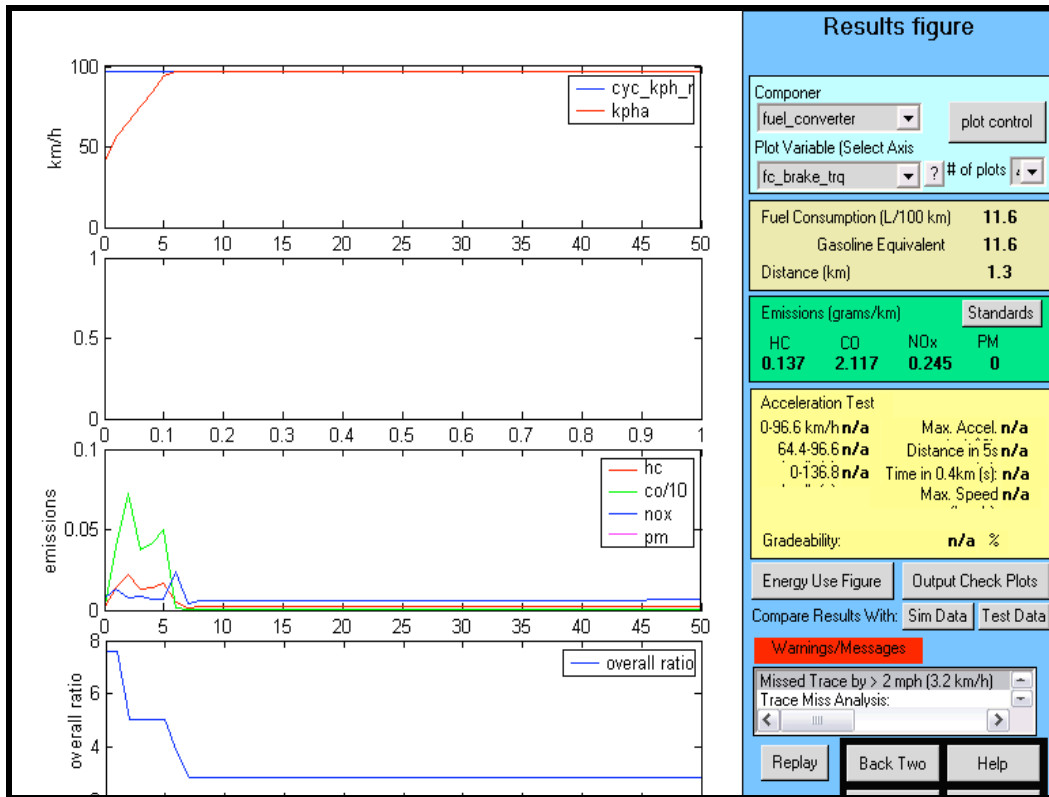 Results figure
100
50
0
km/h
cyc_kph_r
kpha
0 5 10 15 20 25 30 35 40 45 50
1
0.5
0
0 0.1 0.2 0.3 0.4 0.5 0.6 0.7 0.8 0.9 1
0.1
0.05
0
emissions
hc
co/10
nox
pm
0 5 10 15 20 25 30 35 40 45 50
8
6
4
overall ratio
overall ratio
Componer
fuel_converter
plot control
Plot Variable (Select Axis
fc_brake_trq
? # of plots
Fuel Consumption (L/100 km) 11.6
Gasoline Equivalent 11.6
Distance (km) 1.3
Emissions (grams/km) Standards
HC CO NOx PM
0.137 2.117 0.245 0
Acceleration Test
0-96.6 km/h n/a Max. Accel. n/a
64.4-96.6 n/a Distance in 5s n/a
0-136.8 n/a Time in 0.4km (s): n/a
Max. Speed n/a
Gradeability: n/a %
Energy Use Figure Output Check Plots
Compare Results With: Sim Data Test Data
Warnings/Messages
Missed Trace by > 2 mph (3.2 km/h)
Trace Miss Analysis:
Replay Back Two Help